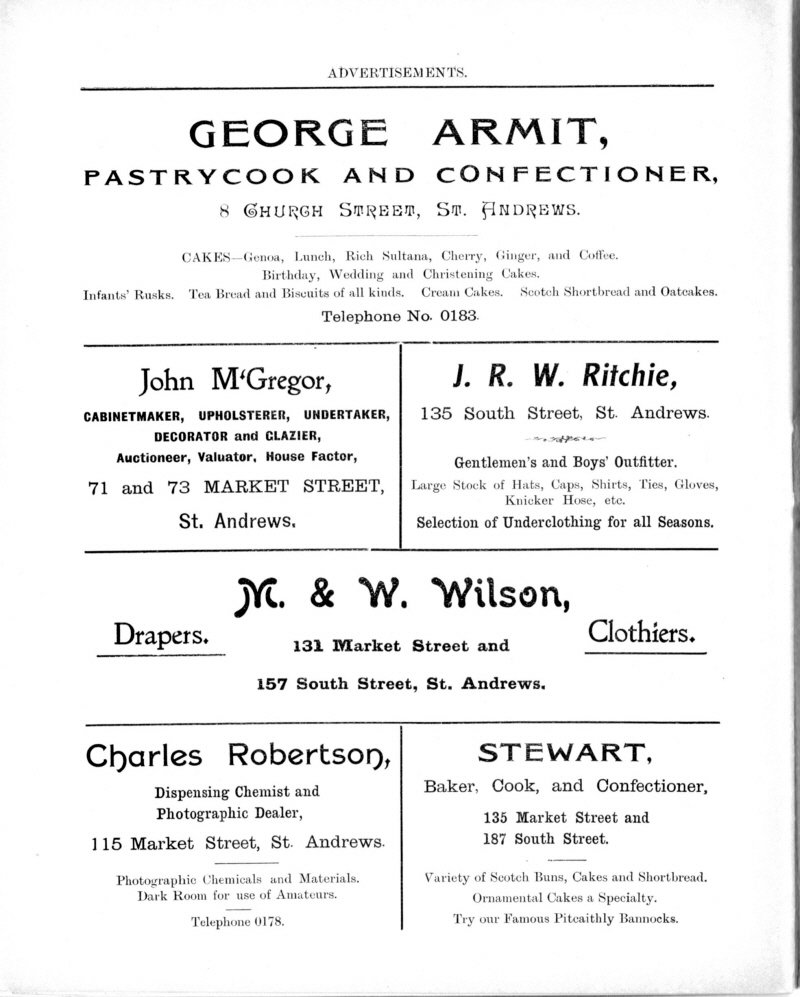 ADVERTISEMENTS.
GEORGE ARMIT,
PASTRYCOOK AND CONFECTIONER,
8 CHURCH STREET, ST. ANDREWS.
CAKES—Genoa, Lunch, Rich Sultana, Cherry, Ginger, and Coffee.
Birthday, Wedding and Christening Cakes.
Infants' Rusks. Tea Bread and Biscuits of all kinds. Cream Cakes. Scotch Shortbread and Oatcakes.
Telephone No. 0183.
John M‘Gregor,
CABINETMAKER, UPHOLSTERER, UNDERTAKER,
DECORATOR and GLAZIER,
Auctioneer, Valuator, House Factor,
71 and 73 MARKET STREET,
St. Andrews.
J. R. W. Ritchie,
135 South Street, St. Andrews.
Gentlemen's and Boys' Outfitter.
Large Stock of Hats, Caps, Shirts, Ties, Gloves,
Knicker Hose, etc.
Selection of Underclothing for all Seasons.
M. & W. Wilson,
Drapers.
Clothiers.
131 Market Street and
157 South Street, St. Andrews.
Charles Robertson,
Dispensing Chemist and
Photographic Dealer,
115 Market Street, St. Andrews.
Photographic Chemicals and Materials.
Dark Room for use of Amateurs.
Telephone 0178.
STEWART,
Baker, Cook, and Confectioner,
135 Market Street and
187 South Street.
Variety of Scotch Buns, Cakes and Shortbread.
Ornamental Cakes a Specialty.
Try our Famous Pitcaithly Bannocks.